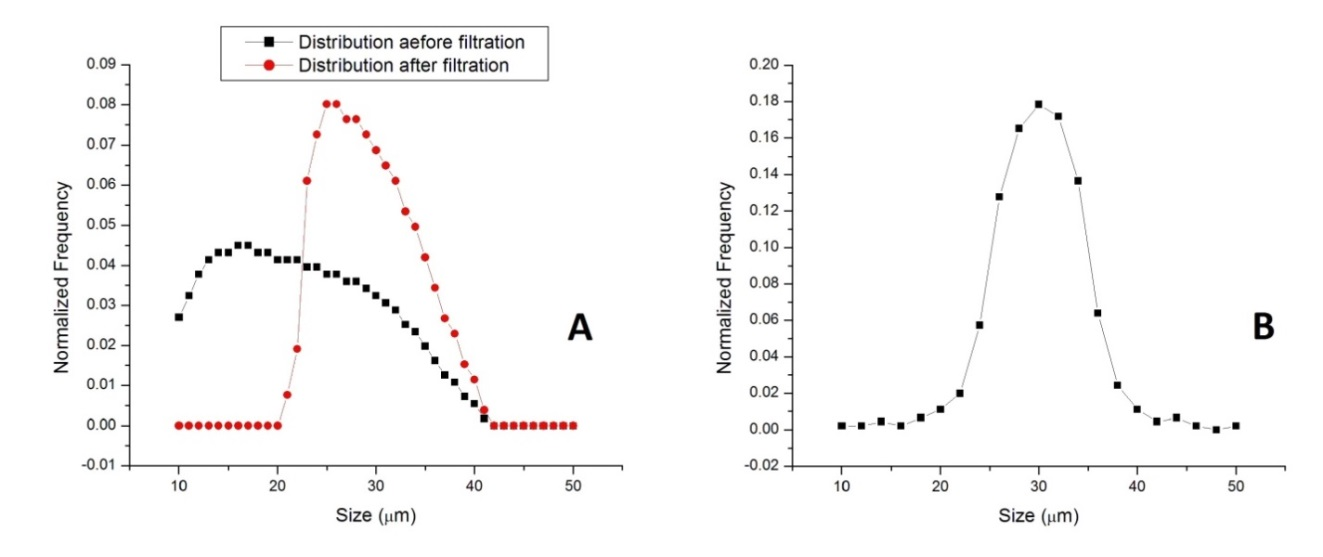 Distribution aefore filtration
Distribution after filtration
0.09
0.08
0.07
0.06
0.05
0.04
0.03
0.02
0.01
0.00
-0.01
Normalized Frequency
10 20 30 40 50
Size (μm)
A
0.20
0.18
0.16
0.14
0.12
0.10
0.08
0.06
0.04
0.02
0.00
-0.02
Normalized Frequency
10 20 30 40 50
Size (μm)
B